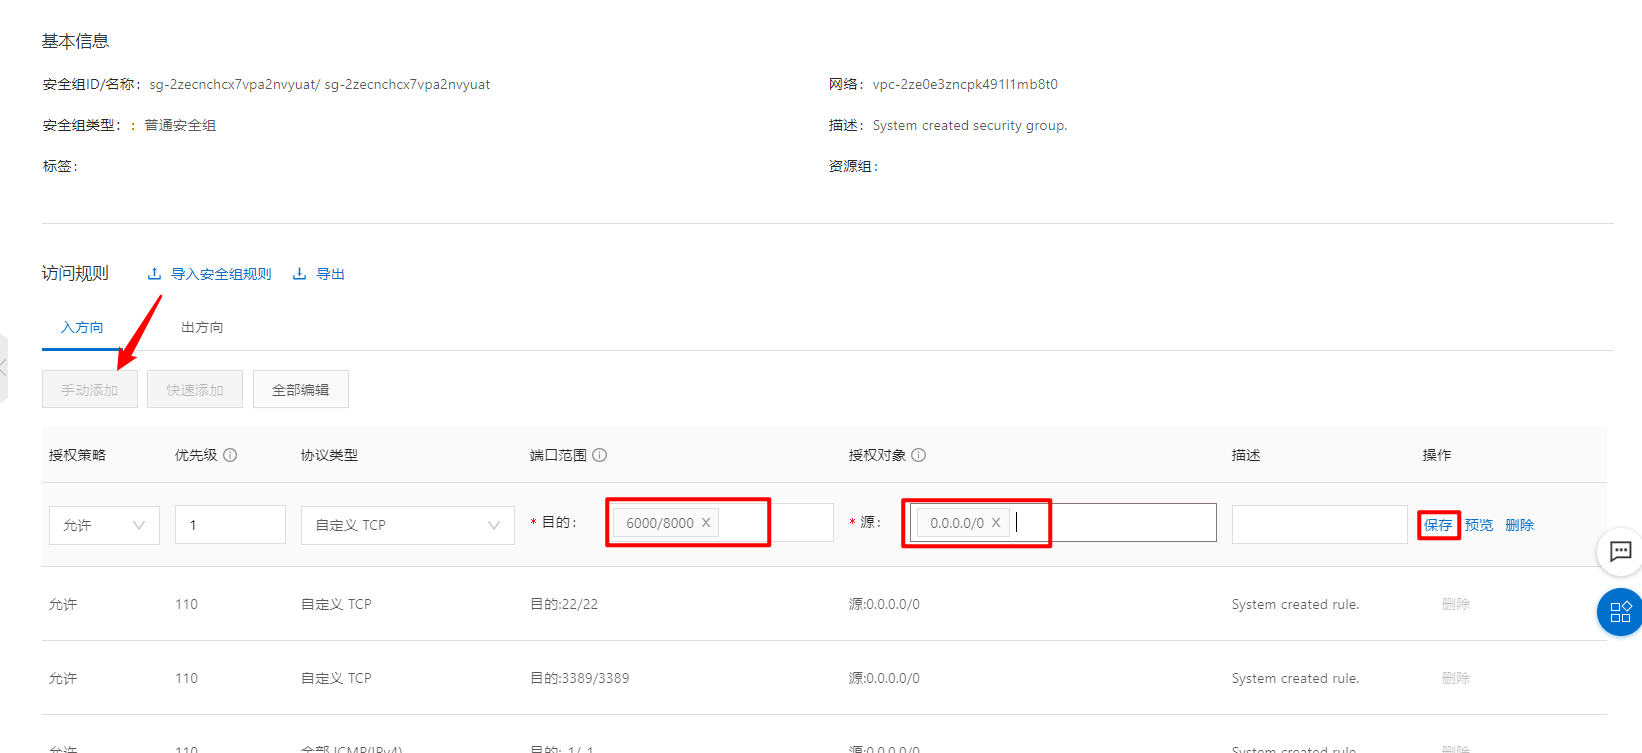 基本信息
安全组ID/名称: sg-2zecnchcx7vpa2nvyuat/ sg-2zecnchcx7vpa2nvyuat
网络: vpc-2ze0e3zncpk491l1mb8t0
安全组类型: : 普通安全组
描述: System created security group.
标签:
资源组:
访问规则 导入安全组规则 导出
入方向 出方向
手动添加 快速添加 全部编辑
授权策略 优先级 协议类型 端口范围 授权对象 描述 操作
允许 1 自定义 TCP * 目的: 6000/8000 X * 源: 0.0.0.0/0 X 保存 预览 删除
允许 110 自定义 TCP 目的:22/22 源:0.0.0.0/0 System created rule. 删除
允许 110 自定义 TCP 目的:3389/3389 源:0.0.0.0/0 System created rule. 删除
允许 110 全部 ICMP(IPv4) 目的:-1/-1 源:0.0.0.0/0 System created rule. 删除